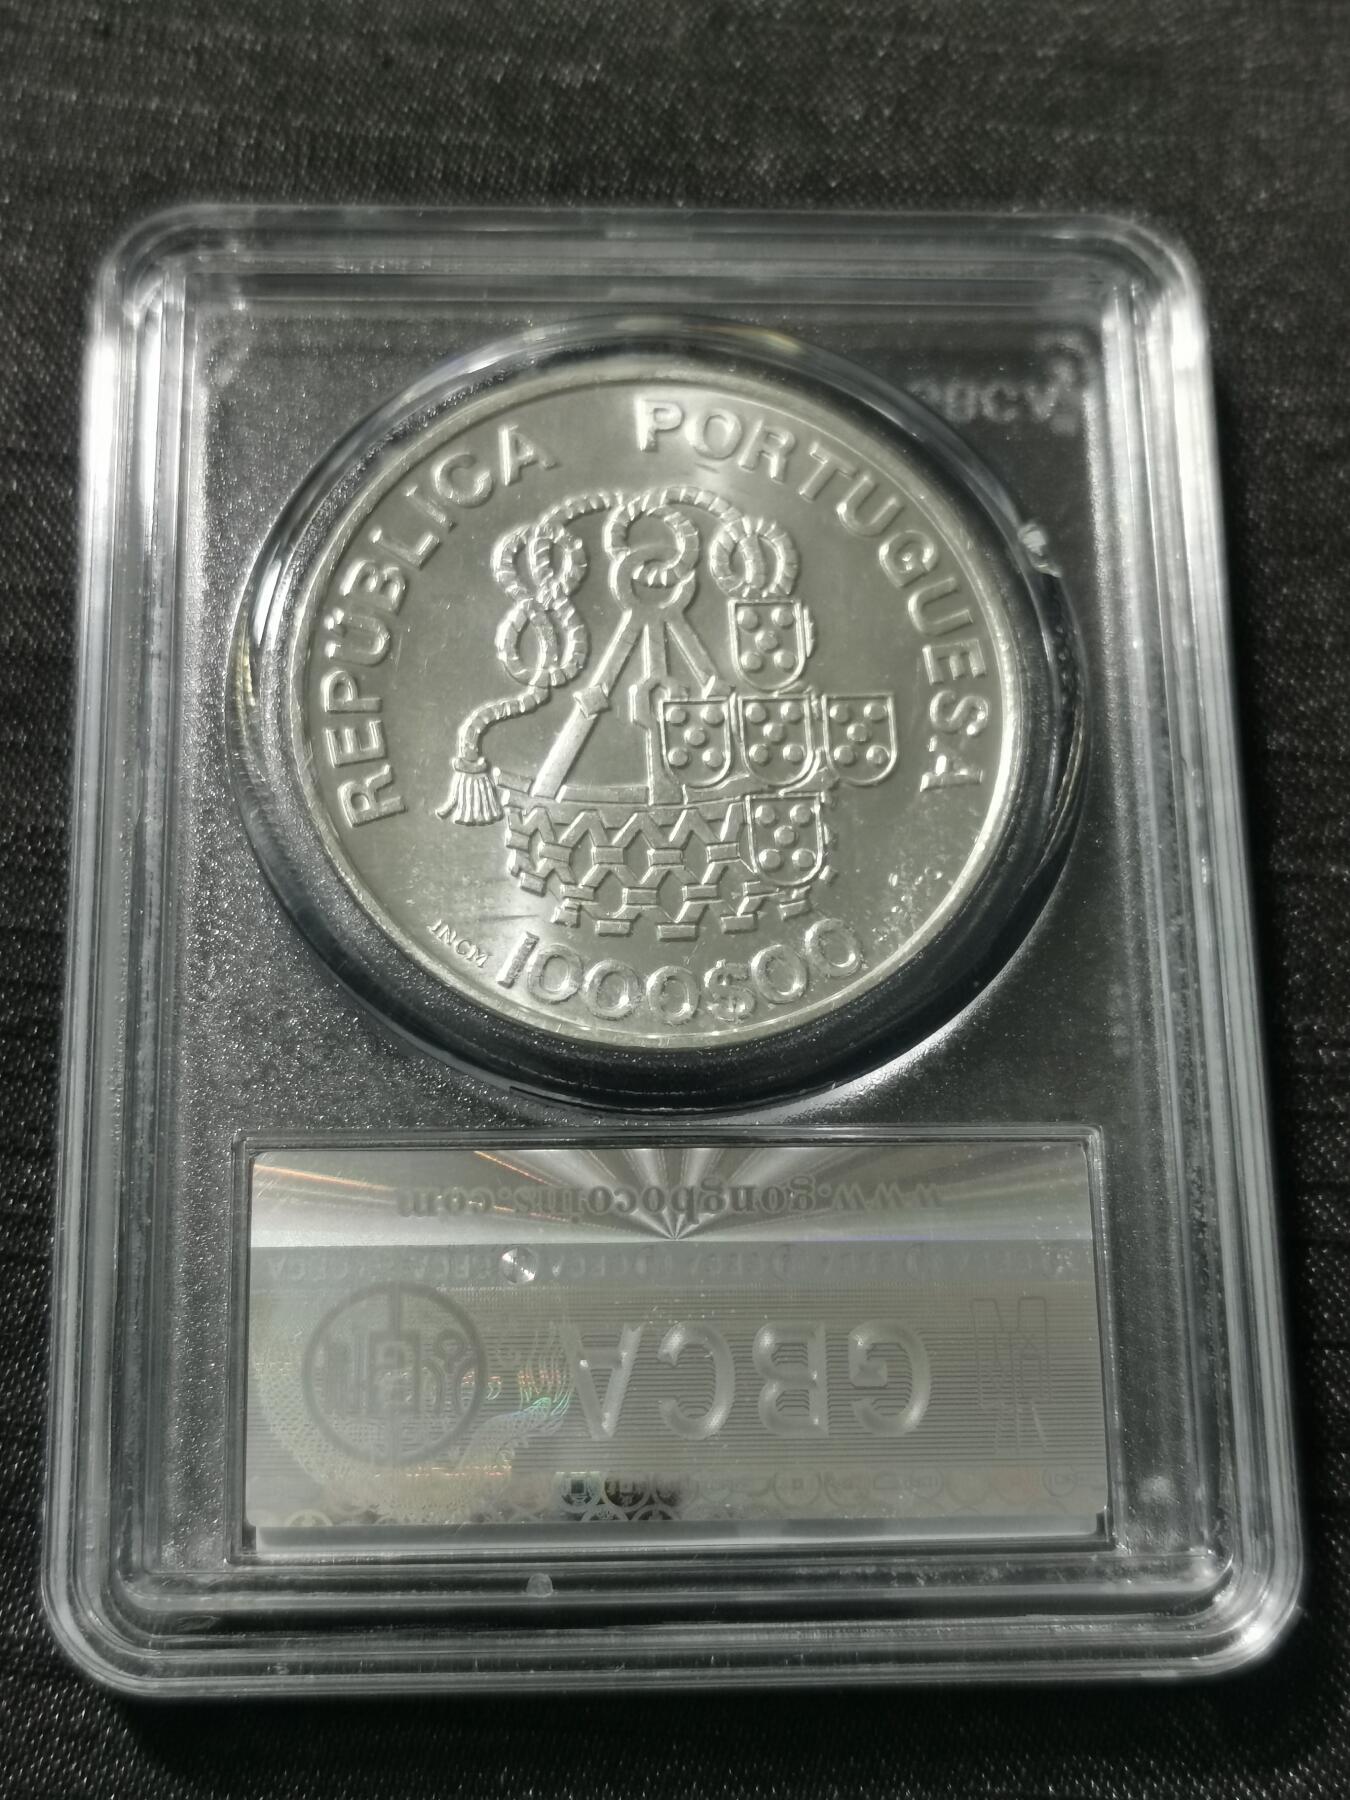 REPÚBLICA PORTUGUESA
INCM
1000$00
www.gongbocoins.com
GBCA